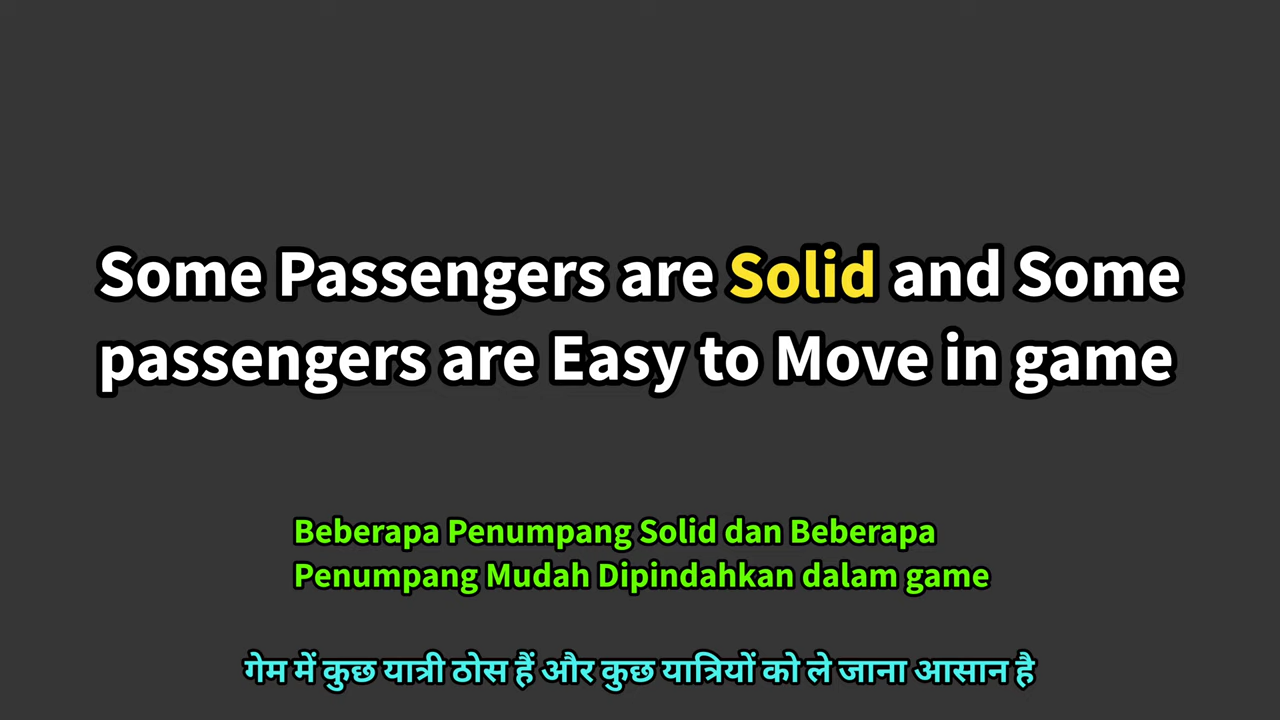 Some Passengers are Solid and Some
passengers are Easy to Move in game
Beberapa Penumpang Solid dan Beberapa
Penumpang Mudah Dipindahkan dalam game
गेम में कुछ यात्री ठोस हैं और कुछ यात्रियों को ले जाना आसान है